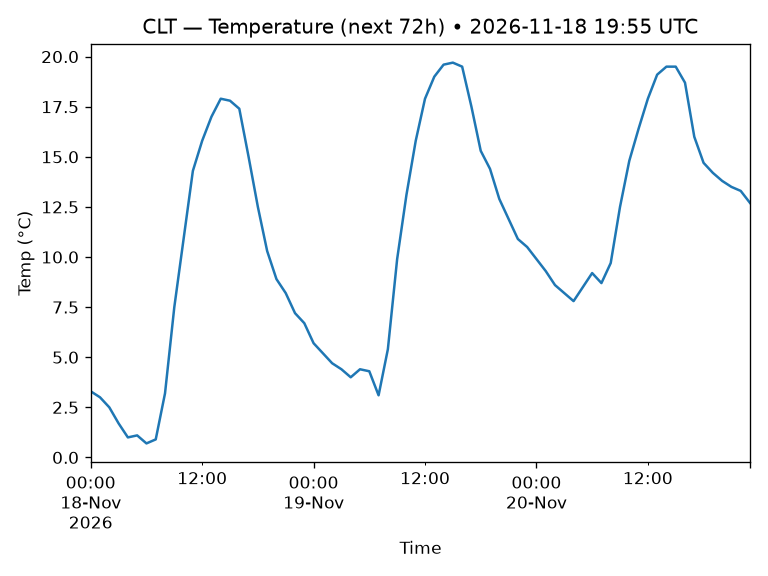 CLT — Temperature (next 72h) • 2026-11-18 19:55 UTC
Temp (°C)
20.0
17.5
15.0
12.5
10.0
7.5
5.0
2.5
0.0
00:00 12:00 00:00 12:00 00:00 12:00
18-Nov 19-Nov 20-Nov
2026
Time